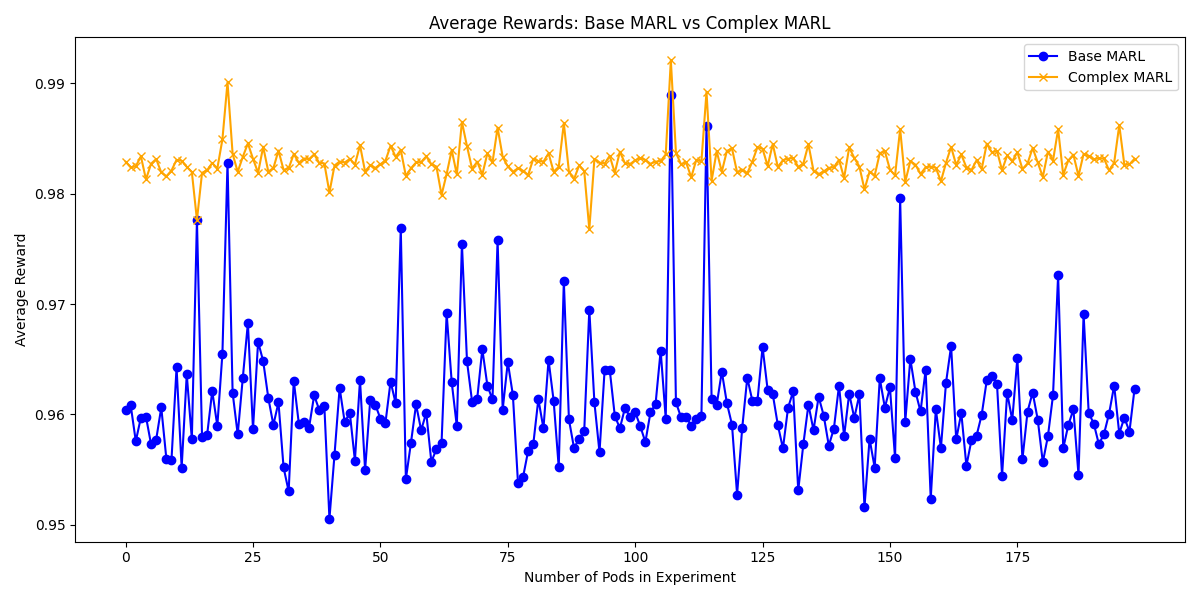 Average Rewards: Base MARL vs Complex MARL
Base MARL
Complex MARL
Average Reward
0.99
0.98
0.97
0.96
0.95
0 25 50 75 100 125 150 175
Number of Pods in Experiment